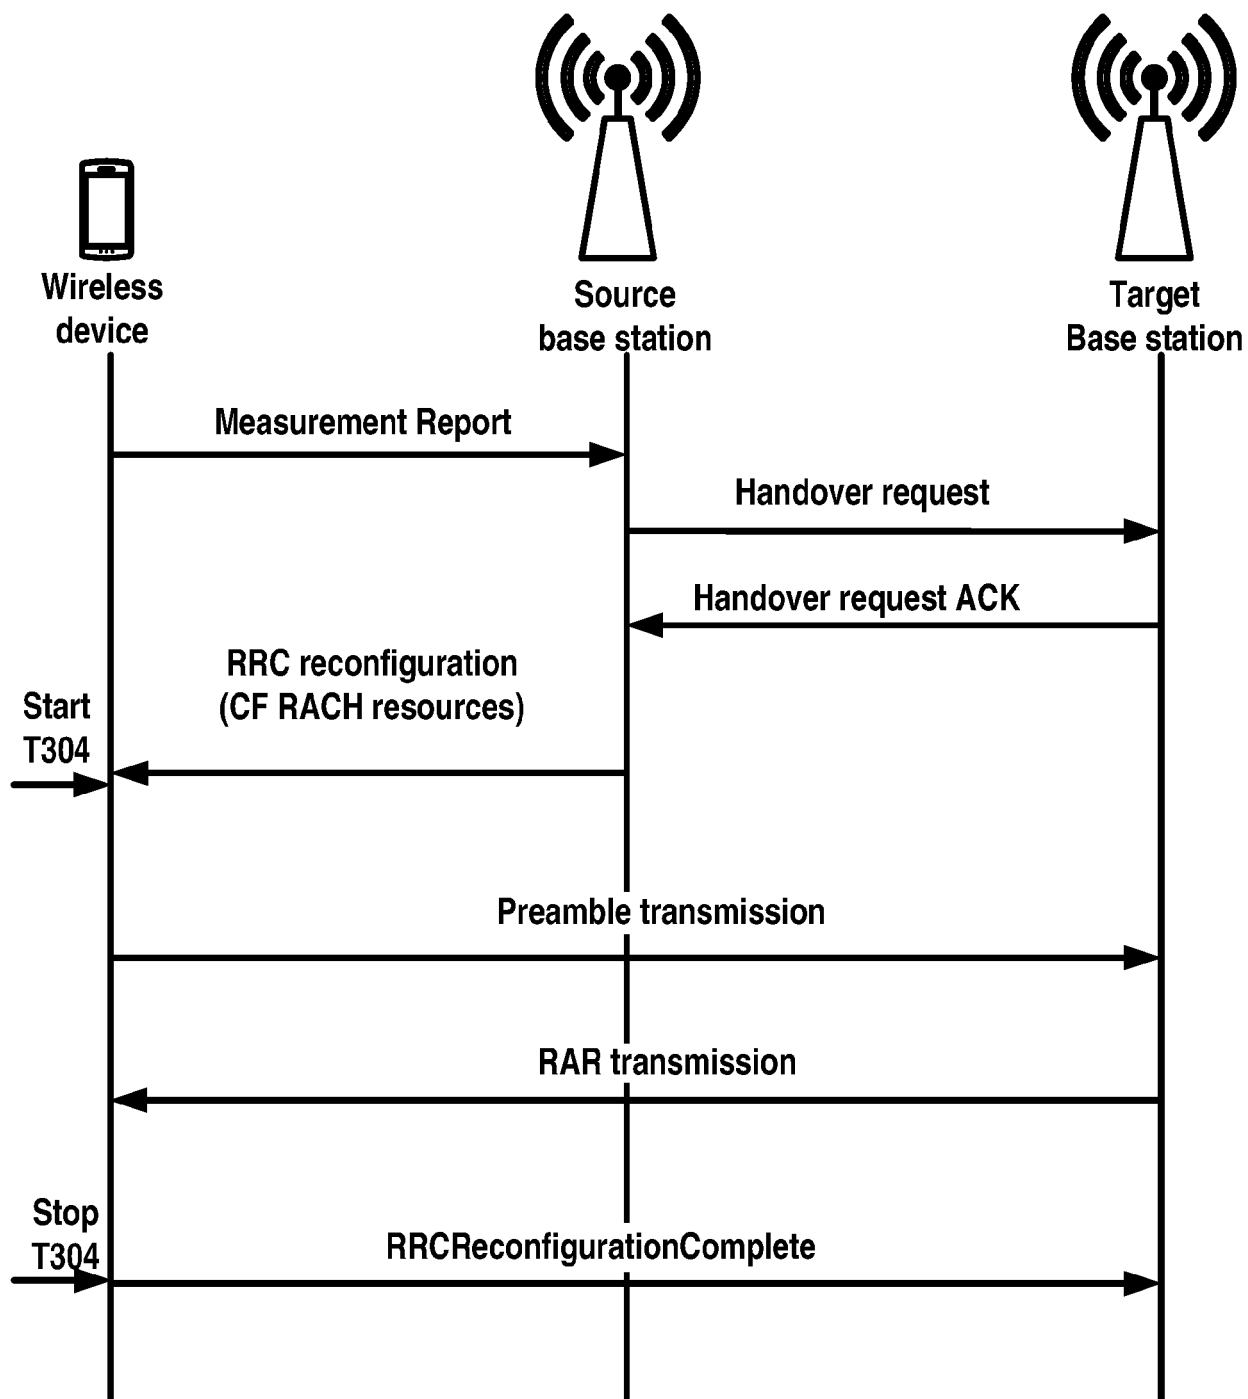 Wireless
device
Source
base station
Target
Base station
Measurement Report
Handover request
Handover request ACK
RRC reconfiguration
(CF RACH resources)
Start
T304
Preamble transmission
RAR transmission
Stop
T304
RRCReconfigurationComplete